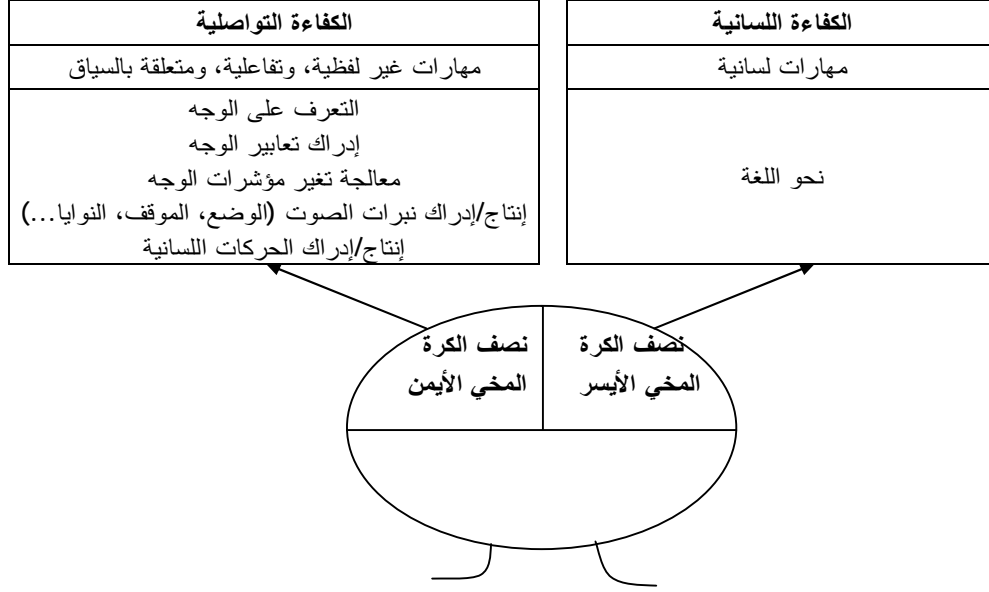 الكفاءة اللسانية
مهارات لسانية
نحو اللغة
الكفاءة التواصلية
مهارات غير لفظية، وتفاعلية، ومتعلقة بالسياق
التعرف على الوجه
إدراك تعابير الوجه
معالجة تغير مؤشرات الوجه
إنتاج/إدراك نبرات الصوت (الوضع، الموقف، النوايا...)
إنتاج/إدراك الحركات اللسانية
نصف الكرة
المخي الأيسر
نصف الكرة
المخي الأيمن